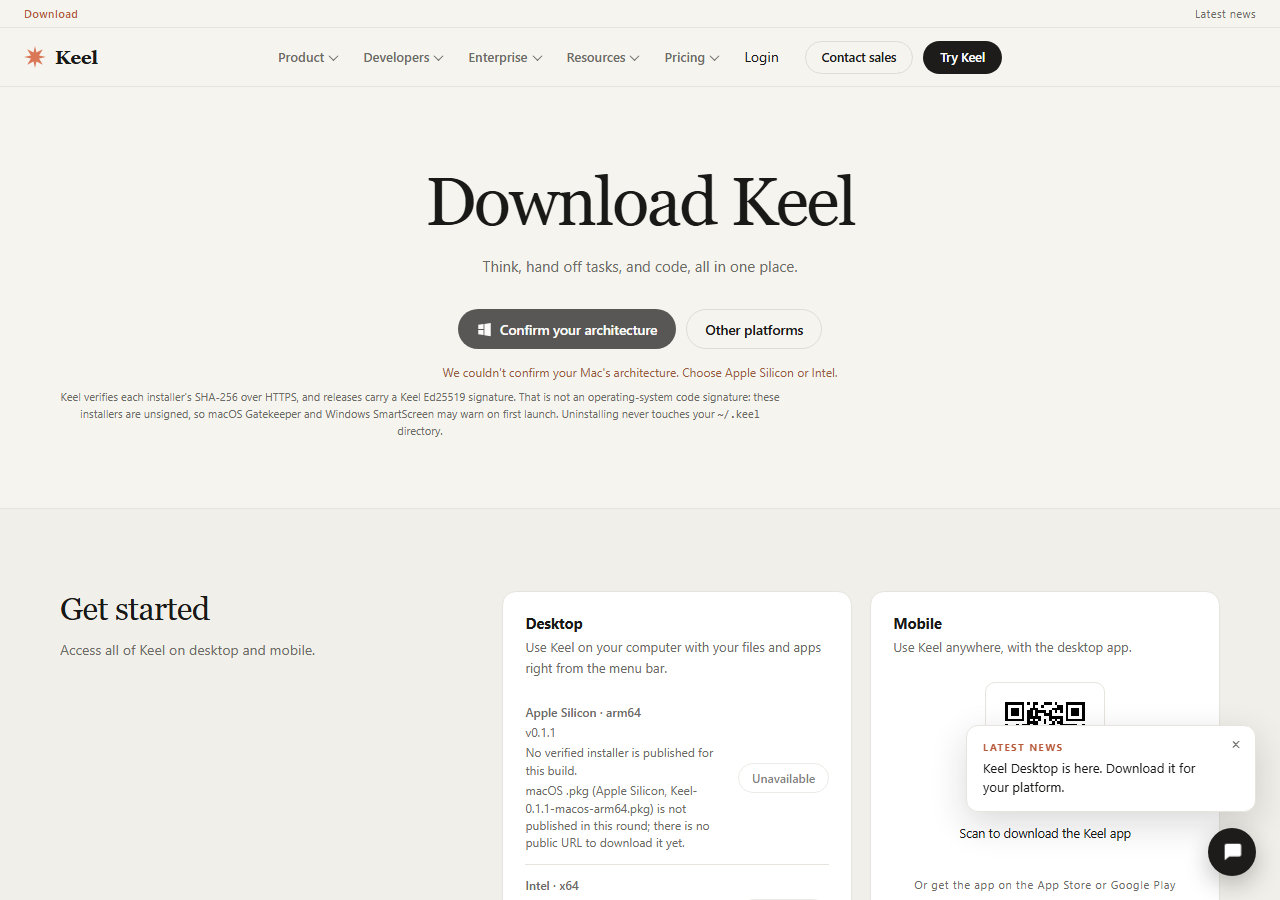 Download
Latest news
Keel
Product
Developers
Enterprise
Resources
Pricing
Login
Contact sales
Try Keel
Download Keel
Think, hand off tasks, and code, all in one place.
Confirm your architecture
Other platforms
We couldn't confirm your Mac's architecture. Choose Apple Silicon or Intel.
Keel verifies each installer's SHA-256 over HTTPS, and releases carry a Keel Ed25519 signature. That is not an operating-system code signature: these
installers are unsigned, so macOS Gatekeeper and Windows SmartScreen may warn on first launch. Uninstalling never touches your ~/.keel
directory.
Get started
Access all of Keel on desktop and mobile.
Desktop
Use Keel on your computer with your files and apps
right from the menu bar.
Apple Silicon · arm64
v0.1.1
No verified installer is published for
this build.
macOS .pkg (Apple Silicon, Keel-
0.1.1-macos-arm64.pkg) is not
published in this round; there is no
public URL to download it yet.
Unavailable
Intel · x64
Mobile
Use Keel anywhere, with the desktop app.
LATEST NEWS
Keel Desktop is here. Download it for
your platform.
Scan to download the Keel app
Or get the app on the App Store or Google Play